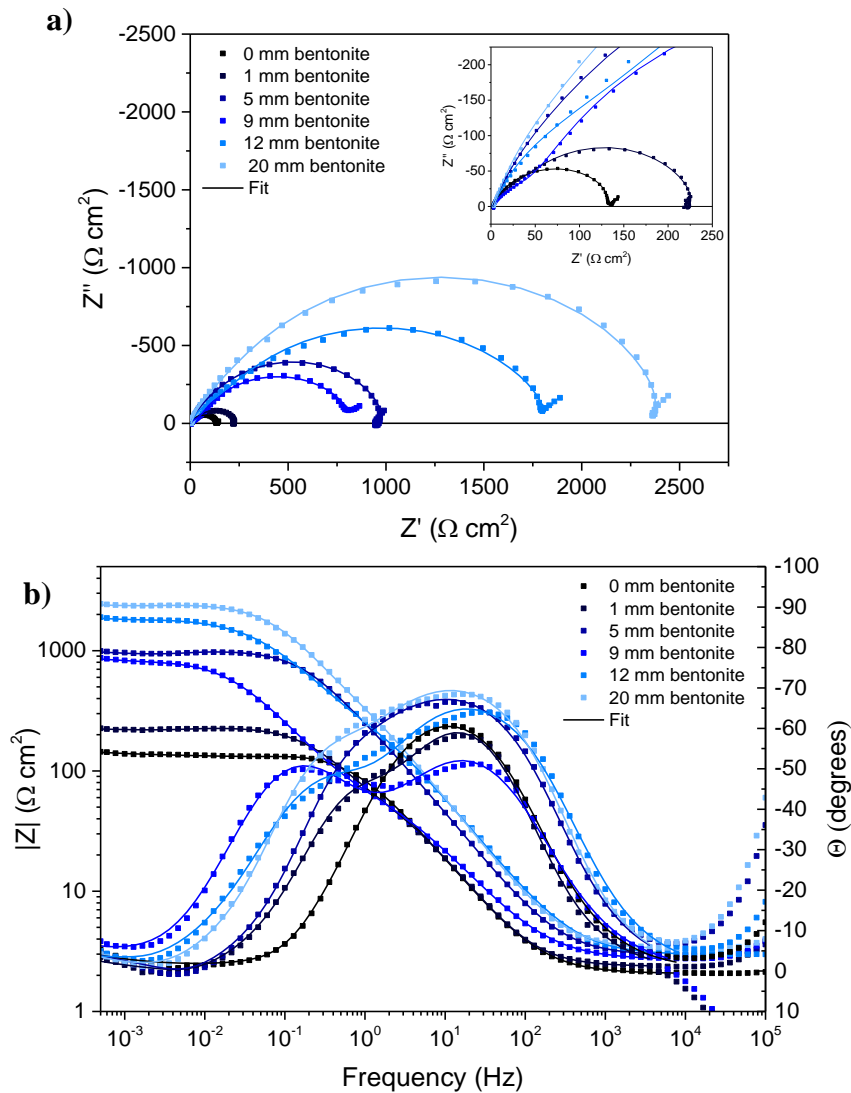 a)
-2500
-2000
-1500
-1000
-500
0
Z'' (Ω cm²)
0 mm bentonite
1 mm bentonite
5 mm bentonite
9 mm bentonite
12 mm bentonite
20 mm bentonite
Fit
-200
-150
-100
-50
0
Z'' (Ω cm²)
0 50 100 150 200 250
Z' (Ω cm²)
0 500 1000 1500 2000 2500
Z' (Ω cm²)
b)
1000
100
10
1
|Z| (Ω cm²)
0 mm bentonite
1 mm bentonite
5 mm bentonite
9 mm bentonite
12 mm bentonite
20 mm bentonite
Fit
-100
-90
-80
-70
-60
-50
-40
-30
-20
-10
0
10
Θ (degrees)
10⁻³ 10⁻² 10⁻¹ 10⁰ 10¹ 10² 10³ 10⁴ 10⁵
Frequency (Hz)